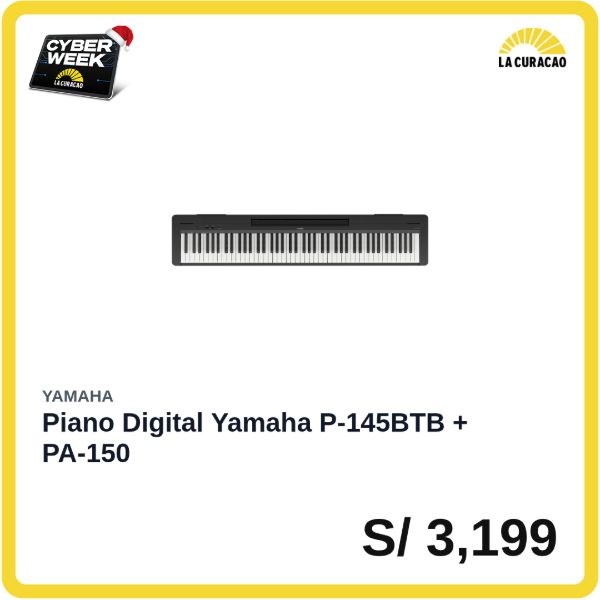 CYBER
WEEK
LA CURACAO
LA CURACAO
YAMAHA
Piano Digital Yamaha P-145BTB +
PA-150
S/ 3,199